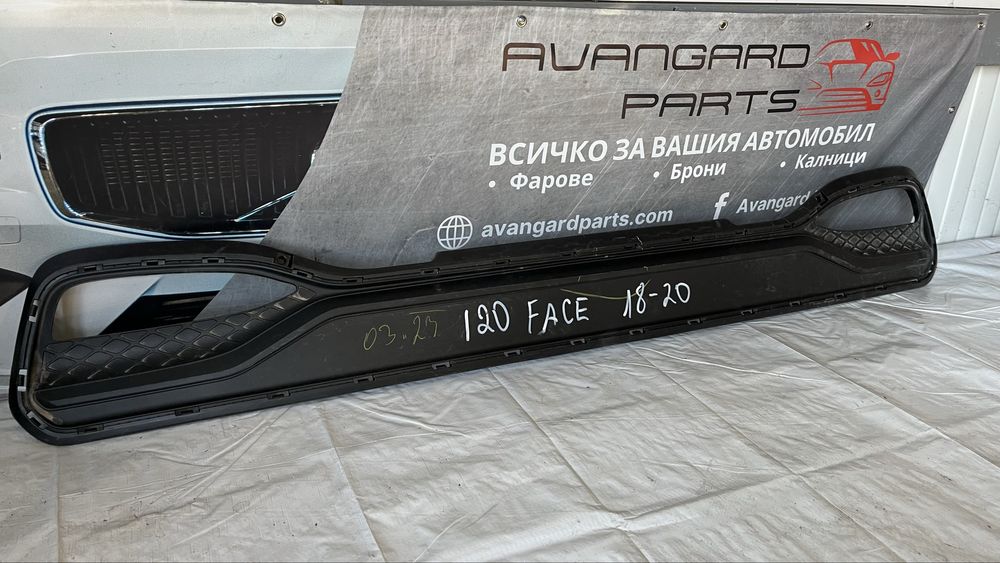 AVANGARD
PARTS
ВСИЧКО ЗА ВАШИЯ АВТОМОБИЛ
• Фарове • Брони • Калници
avangardparts.com f Avangard
03.23 I20 FACE 18-20